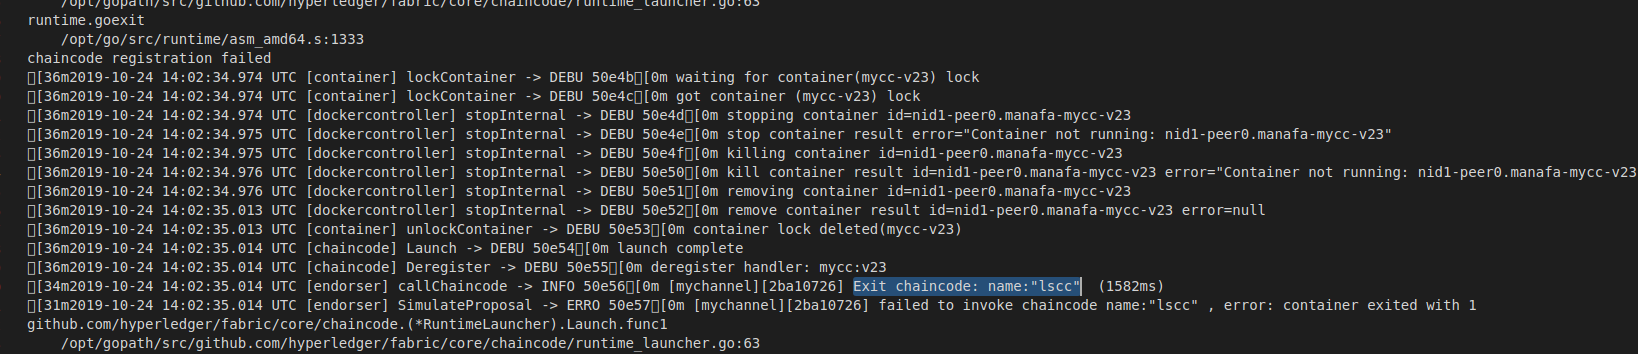 /opt/gopath/src/github.com/hyperledger/fabric/core/chaincode/runtime_launcher.go:63
runtime.goexit
/opt/go/src/runtime/asm_amd64.s:1333
chaincode registration failed
[36m2019-10-24 14:02:34.974 UTC [container] lockContainer -> DEBU 50e4b[0m waiting for container(mycc-v23) lock
[36m2019-10-24 14:02:34.974 UTC [container] lockContainer -> DEBU 50e4c[0m got container (mycc-v23) lock
[36m2019-10-24 14:02:34.974 UTC [dockercontroller] stopInternal -> DEBU 50e4d[0m stopping container id=nid1-peer0.manafa-mycc-v23
[36m2019-10-24 14:02:34.975 UTC [dockercontroller] stopInternal -> DEBU 50e4e[0m stop container result error="Container not running: nid1-peer0.manafa-mycc-v23"
[36m2019-10-24 14:02:34.975 UTC [dockercontroller] stopInternal -> DEBU 50e4f[0m killing container id=nid1-peer0.manafa-mycc-v23
[36m2019-10-24 14:02:34.976 UTC [dockercontroller] stopInternal -> DEBU 50e50[0m kill container result id=nid1-peer0.manafa-mycc-v23 error="Container not running: nid1-peer0.manafa-mycc-v23
[36m2019-10-24 14:02:34.976 UTC [dockercontroller] stopInternal -> DEBU 50e51[0m removing container id=nid1-peer0.manafa-mycc-v23
[36m2019-10-24 14:02:35.013 UTC [dockercontroller] stopInternal -> DEBU 50e52[0m remove container result id=nid1-peer0.manafa-mycc-v23 error=null
[36m2019-10-24 14:02:35.013 UTC [container] unlockContainer -> DEBU 50e53[0m container lock deleted(mycc-v23)
[36m2019-10-24 14:02:35.014 UTC [chaincode] Launch -> DEBU 50e54[0m launch complete
[36m2019-10-24 14:02:35.014 UTC [chaincode] Deregister -> DEBU 50e55[0m deregister handler: mycc:v23
[34m2019-10-24 14:02:35.014 UTC [endorser] callChaincode -> INFO 50e56[0m [mychannel][2ba10726] Exit chaincode: name:"lscc"  (1582ms)
[31m2019-10-24 14:02:35.014 UTC [endorser] SimulateProposal -> ERRO 50e57[0m [mychannel][2ba10726] failed to invoke chaincode name:"lscc" , error: container exited with 1
github.com/hyperledger/fabric/core/chaincode.(*RuntimeLauncher).Launch.func1
/opt/gopath/src/github.com/hyperledger/fabric/core/chaincode/runtime_launcher.go:63